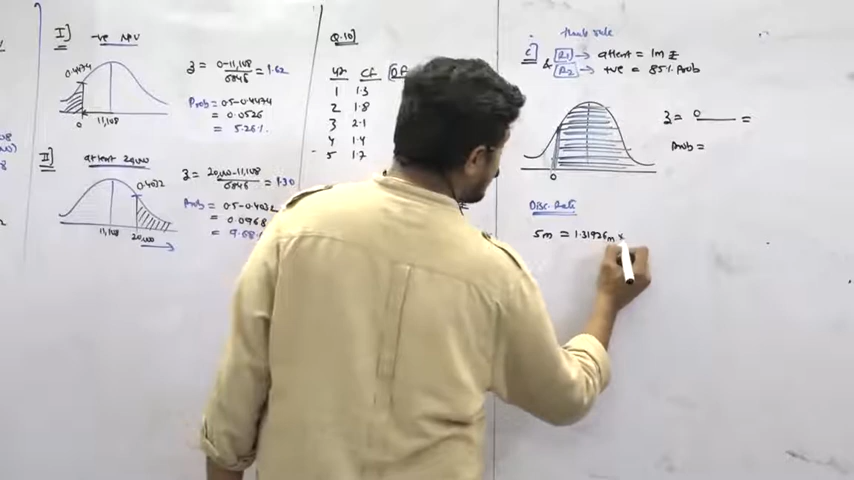 I] -ve NPV
0.4474
0 11,108
z = 0-11,108 / 6846 = 1.62
Prob = 0.5-0.4474
= 0.0526
= 5.26%
II] atleast 20,000
0.4032
11,108 20,000
z = 20,000-11,108 / 6846 = 1.30
Prob = 0.5-0.4032
= 0.0968
= 9.68
Q.10]
Yr CF DF
1 1.3
2 1.8
3 2.1
4 1.4
5 1.7
C] R1 → atleast = 1m
& R2 → +ve = 85% Prob
0
z = 0 =
Prob =
Disc. Rate
5m = 1.31926m x